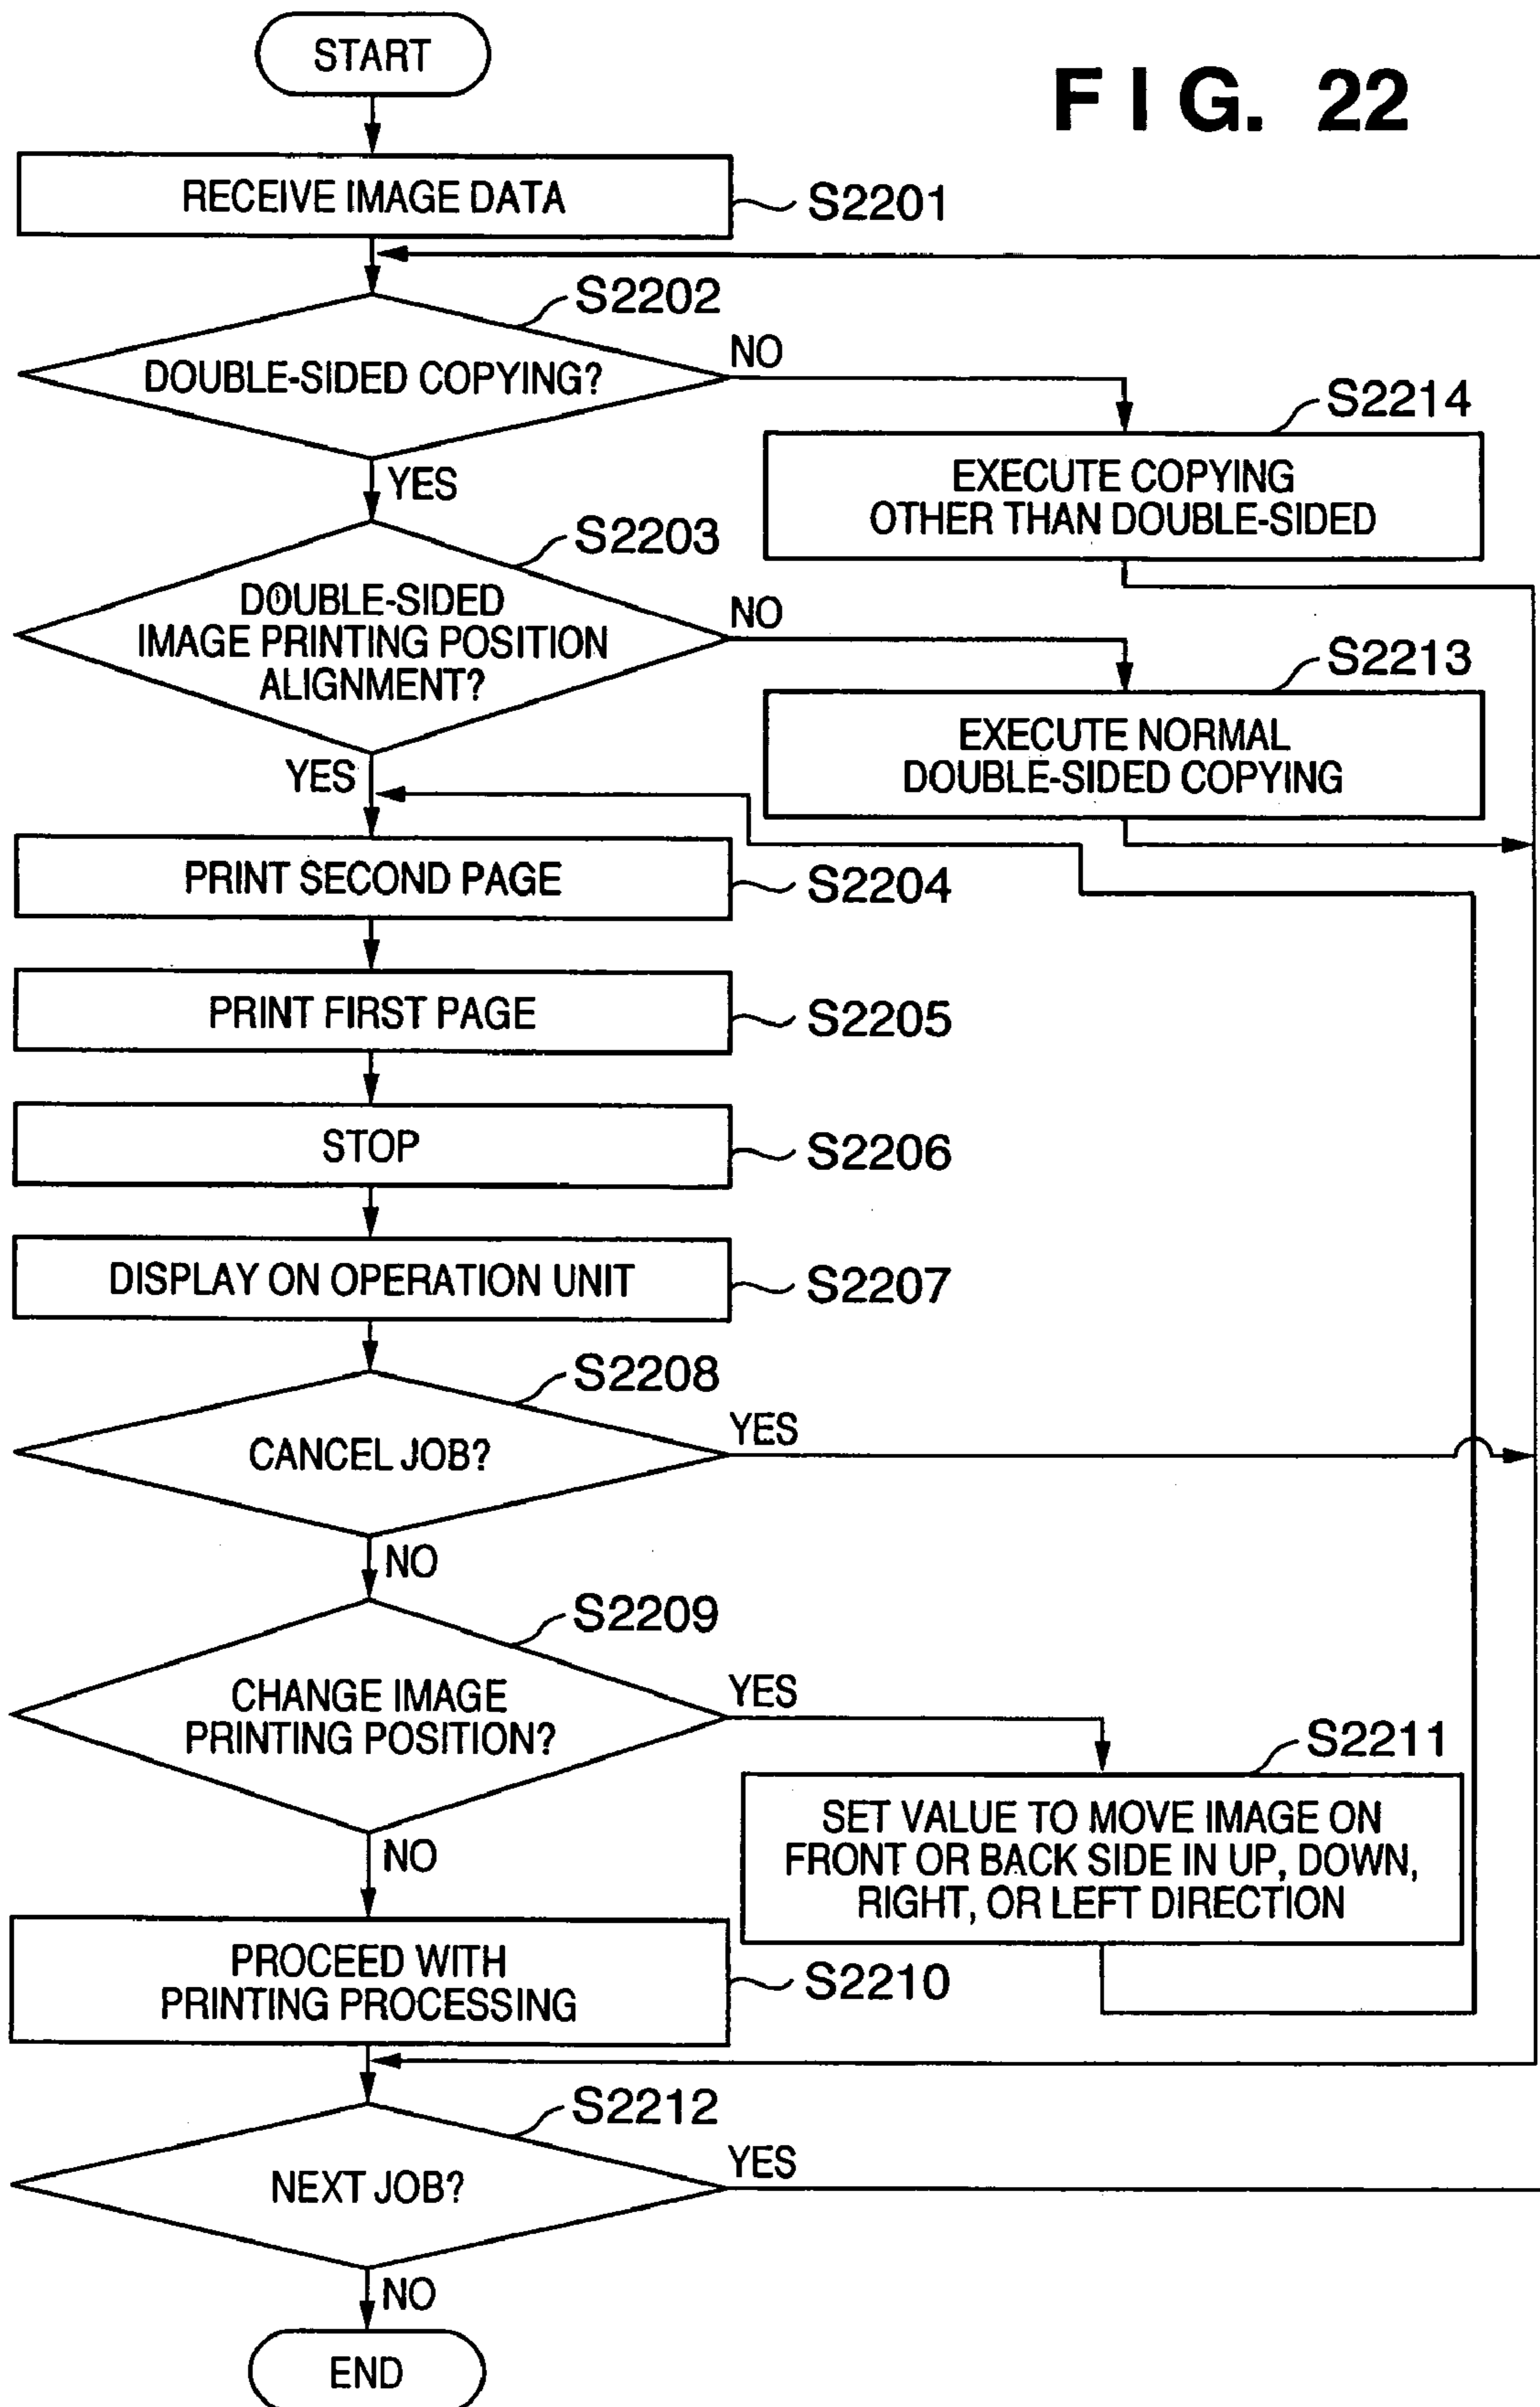 START
FIG. 22
RECEIVE IMAGE DATA
S2201
S2202
DOUBLE-SIDED COPYING?
NO
S2214
EXECUTE COPYING
OTHER THAN DOUBLE-SIDED
YES
S2203
DOUBLE-SIDED
IMAGE PRINTING POSITION
ALIGNMENT?
NO
S2213
EXECUTE NORMAL
DOUBLE-SIDED COPYING
YES
PRINT SECOND PAGE
S2204
PRINT FIRST PAGE
S2205
STOP
S2206
DISPLAY ON OPERATION UNIT
S2207
S2208
CANCEL JOB?
YES
NO
S2209
CHANGE IMAGE
PRINTING POSITION?
YES
S2211
SET VALUE TO MOVE IMAGE ON
FRONT OR BACK SIDE IN UP, DOWN,
RIGHT, OR LEFT DIRECTION
NO
PROCEED WITH
PRINTING PROCESSING
S2210
S2212
NEXT JOB?
YES
NO
END